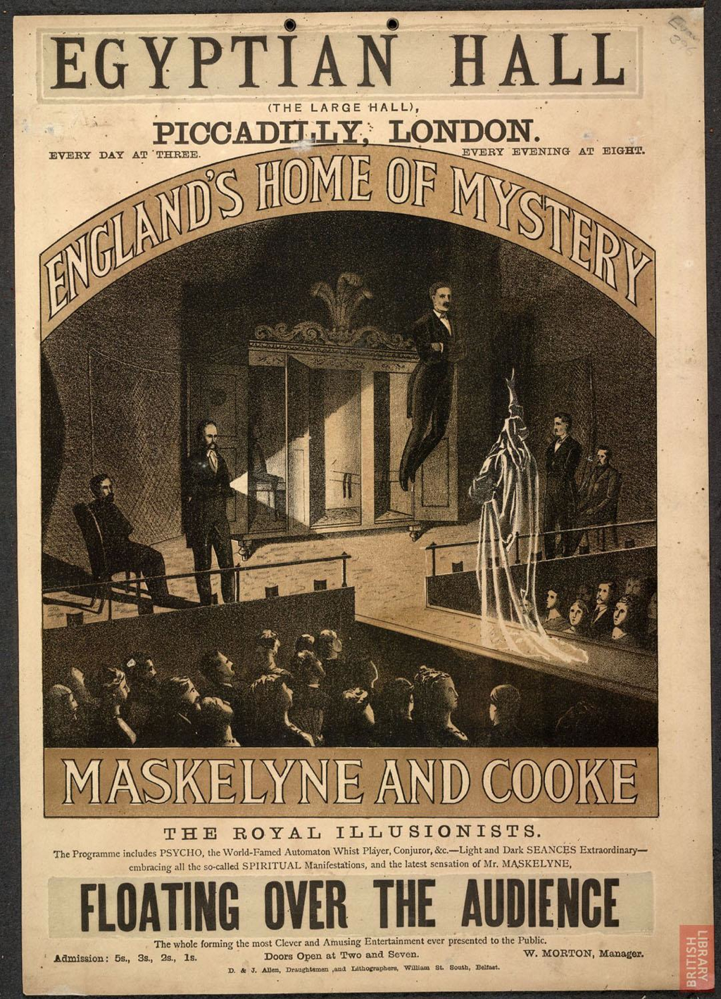 EGYPTIAN HALL
(THE LARGE HALL),
PICCADILLY, LONDON.
EVERY DAY AT THREE.
EVERY EVENING AT EIGHT.
ENGLAND'S HOME OF MYSTERY
MASKELYNE AND COOKE
THE ROYAL ILLUSIONISTS.
The Programme includes PSYCHO, the World-Famed Automaton Whist Player, Conjuror, &c.—Light and Dark SEANCES Extraordinary—
embracing all the so-called SPIRITUAL Manifestations, and the latest sensation of Mr. MASKELYNE,
FLOATING OVER THE AUDIENCE
The whole forming the most Clever and Amusing Entertainment ever presented to the Public.
Admission: 5s., 3s., 2s., 1s.
Doors Open at Two and Seven.
W. MORTON, Manager.
D. & J. Allen, Draughtsmen ,and Lithographers, William St. South, Belfast.
BRITISH
LIBRARY